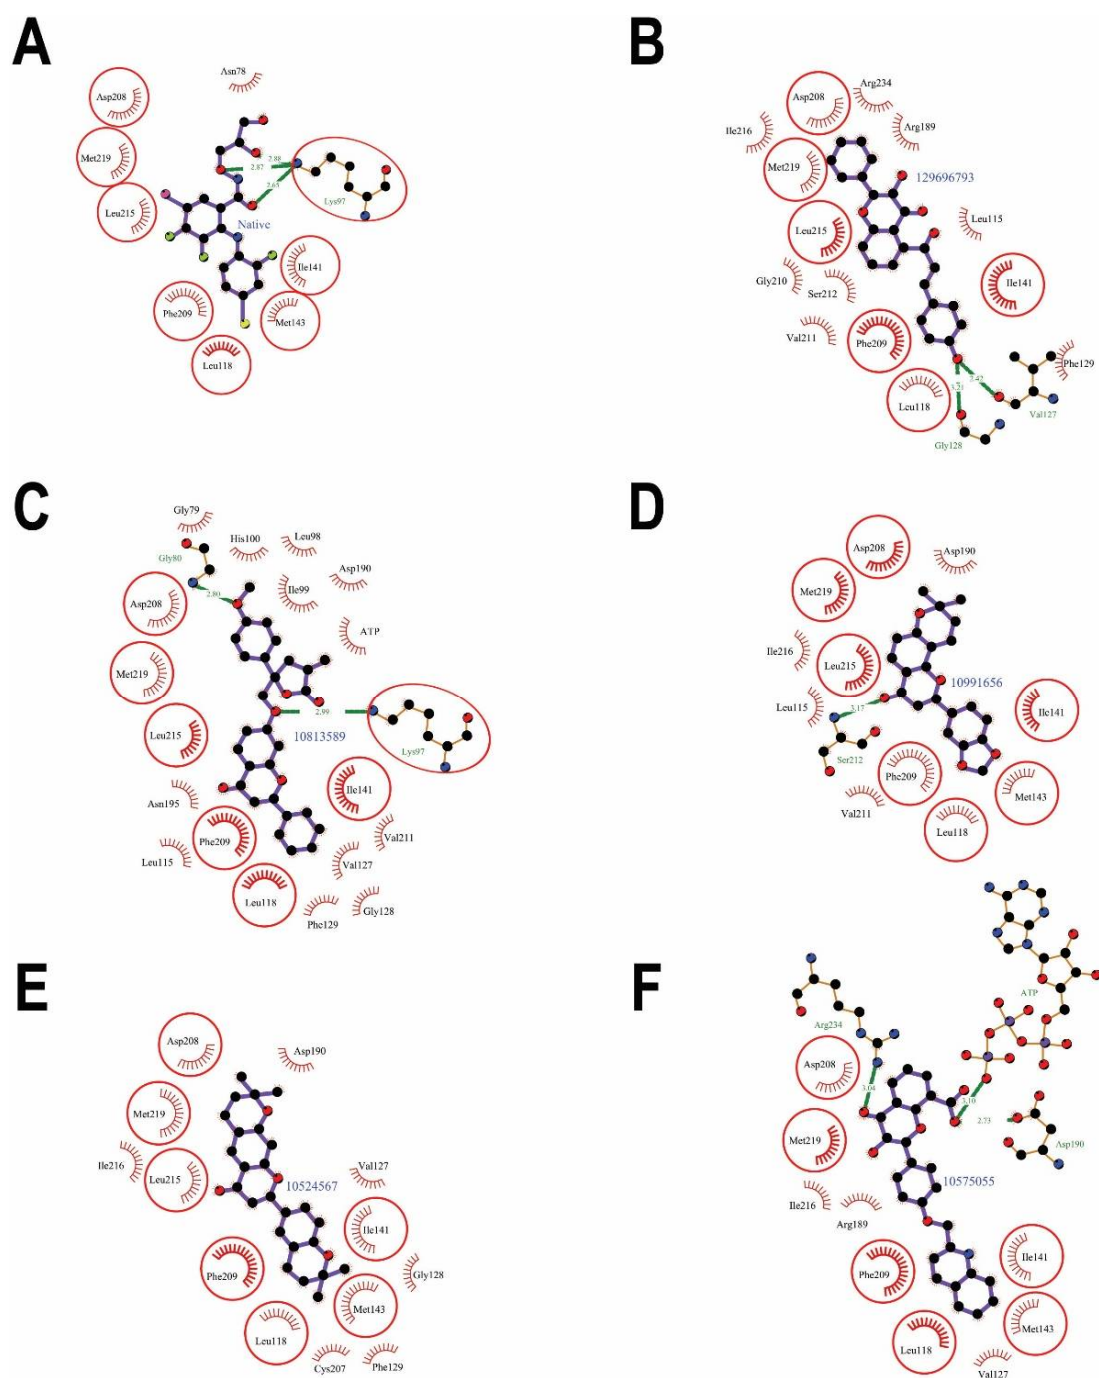 A
Asn78
Asp208
Met219
Leu215
2.87
2.88
2.65
Lys97
Native
Ile141
Met143
Phe209
Leu118
B
Arg234
Asp208
Ile216
Arg189
Met219
129696793
Leu215
Leu115
Gly210
Ser212
Ile141
Val211
Phe209
Phe129
Leu118
3.21
2.42
Val127
Gly128
C
Gly79
Gly80
His100
Leu98
2.80
Asp208
Ile99
Asp190
ATP
Met219
2.99
Lys97
10813589
Leu215
Ile141
Asn195
Phe209
Val211
Leu115
Val127
Leu118
Phe129
Gly128
D
Asp208
Asp190
Met219
Ile216
Leu215
10991656
Leu115
3.17
Ile141
Ser212
Phe209
Met143
Val211
Leu118
E
Asp208
Asp190
Met219
Ile216
Leu215
10524567
Val127
Ile141
Phe209
Gly128
Met143
Leu118
Cys207
Phe129
F
ATP
Arg234
Asp208
3.04
3.10
2.73
Asp190
Met219
10575055
Ile216
Arg189
Phe209
Ile141
Met143
Leu118
Val127